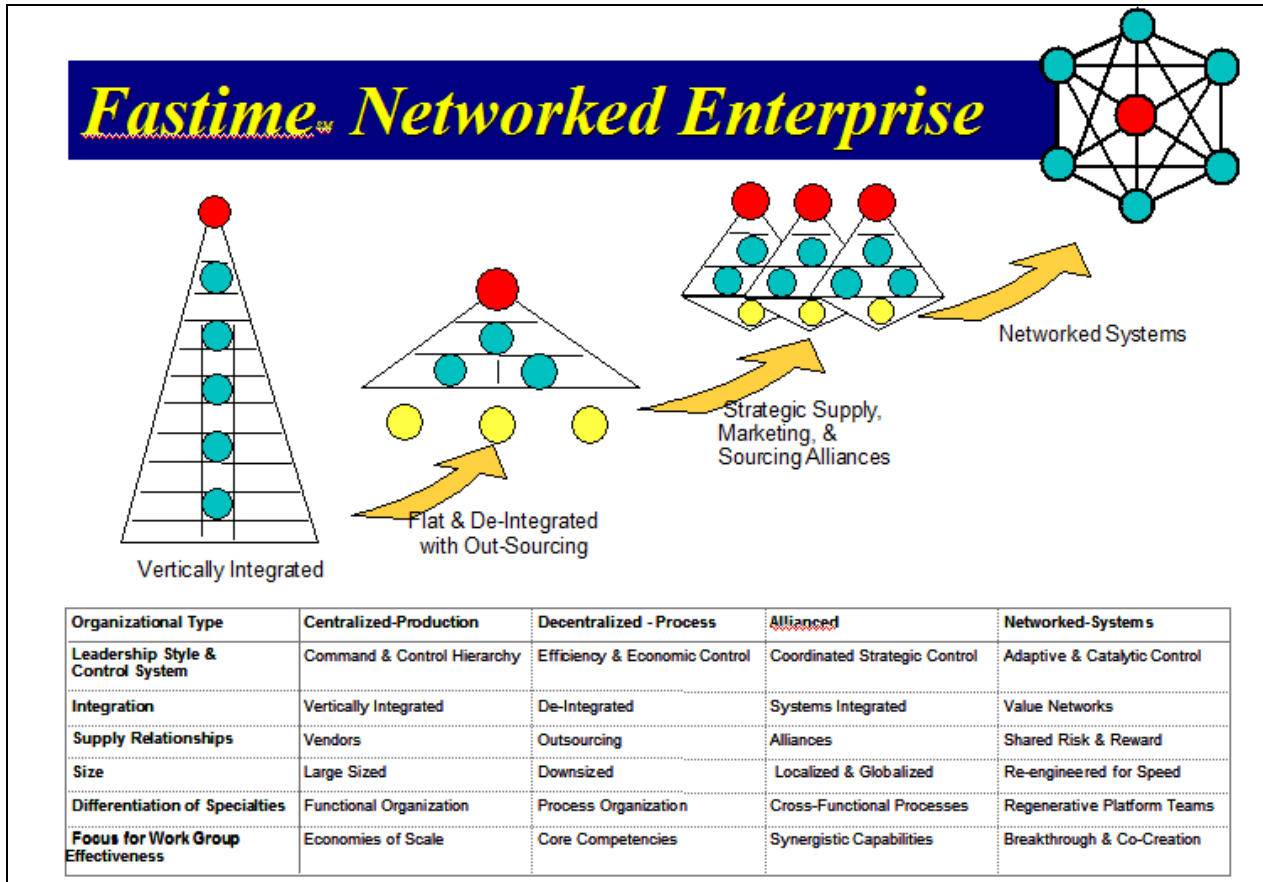 Fastime℠ Networked Enterprise
Networked Systems
Strategic Supply,
Marketing, &
Sourcing Alliances
Flat & De-Integrated
with Out-Sourcing
Vertically Integrated
Organizational Type Centralized-Production Decentralized - Process Allianced Networked-Systems
Leadership Style &
Control System Command & Control Hierarchy Efficiency & Economic Control Coordinated Strategic Control Adaptive & Catalytic Control
Integration Vertically Integrated De-Integrated Systems Integrated Value Networks
Supply Relationships Vendors Outsourcing Alliances Shared Risk & Reward
Size Large Sized Downsized Localized & Globalized Re-engineered for Speed
Differentiation of Specialties Functional Organization Process Organization Cross-Functional Processes Regenerative Platform Teams
Focus for Work Group
Effectiveness Economies of Scale Core Competencies Synergistic Capabilities Breakthrough & Co-Creation